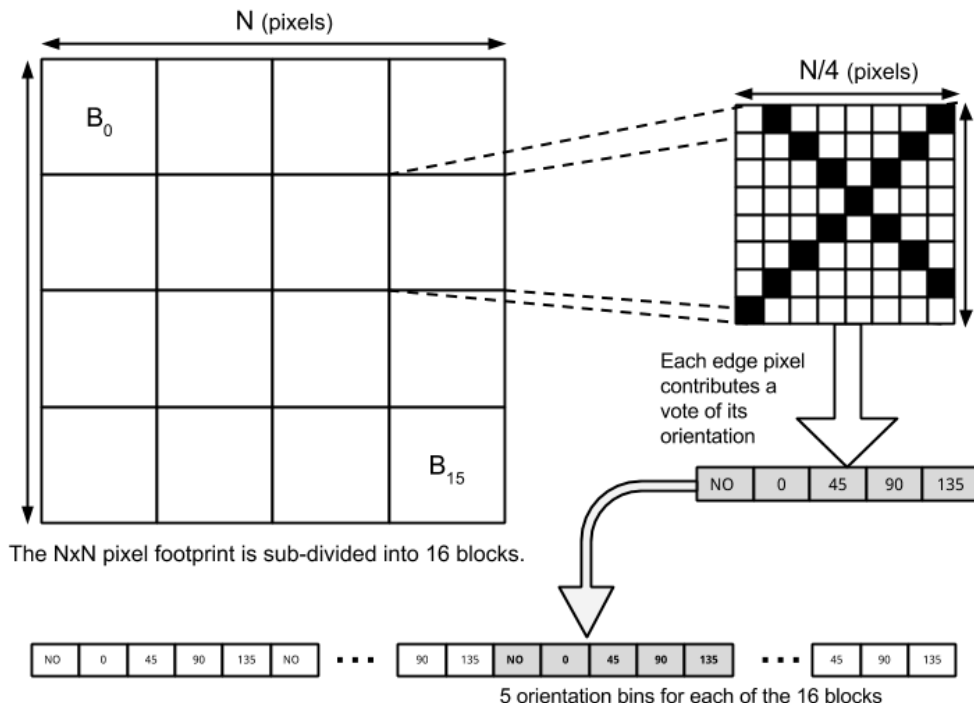 N (pixels)
N/4 (pixels)
B0
Each edge pixel
contributes a
vote of its
orientation
B15
NO 0 45 90 135
The NxN pixel footprint is sub-divided into 16 blocks.
NO 0 45 90 135 NO ... 90 135 NO 0 45 90 135 ... 45 90 135
5 orientation bins for each of the 16 blocks